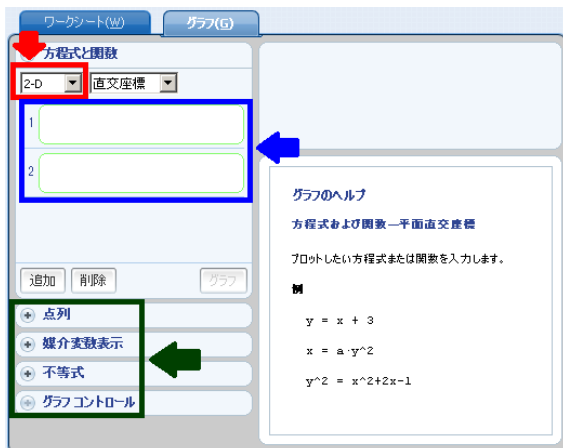 ワークシート(W)
グラフ(G)
方程式と関数
2-D
直交座標
1
2
追加
削除
グラフ
点列
媒介変数表示
不等式
グラフ コントロール
グラフのヘルプ
方程式および関数―平面直交座標
プロットしたい方程式または関数を入力します。
例
y = x + 3
x = a·y^2
y^2 = x^2+2x-1